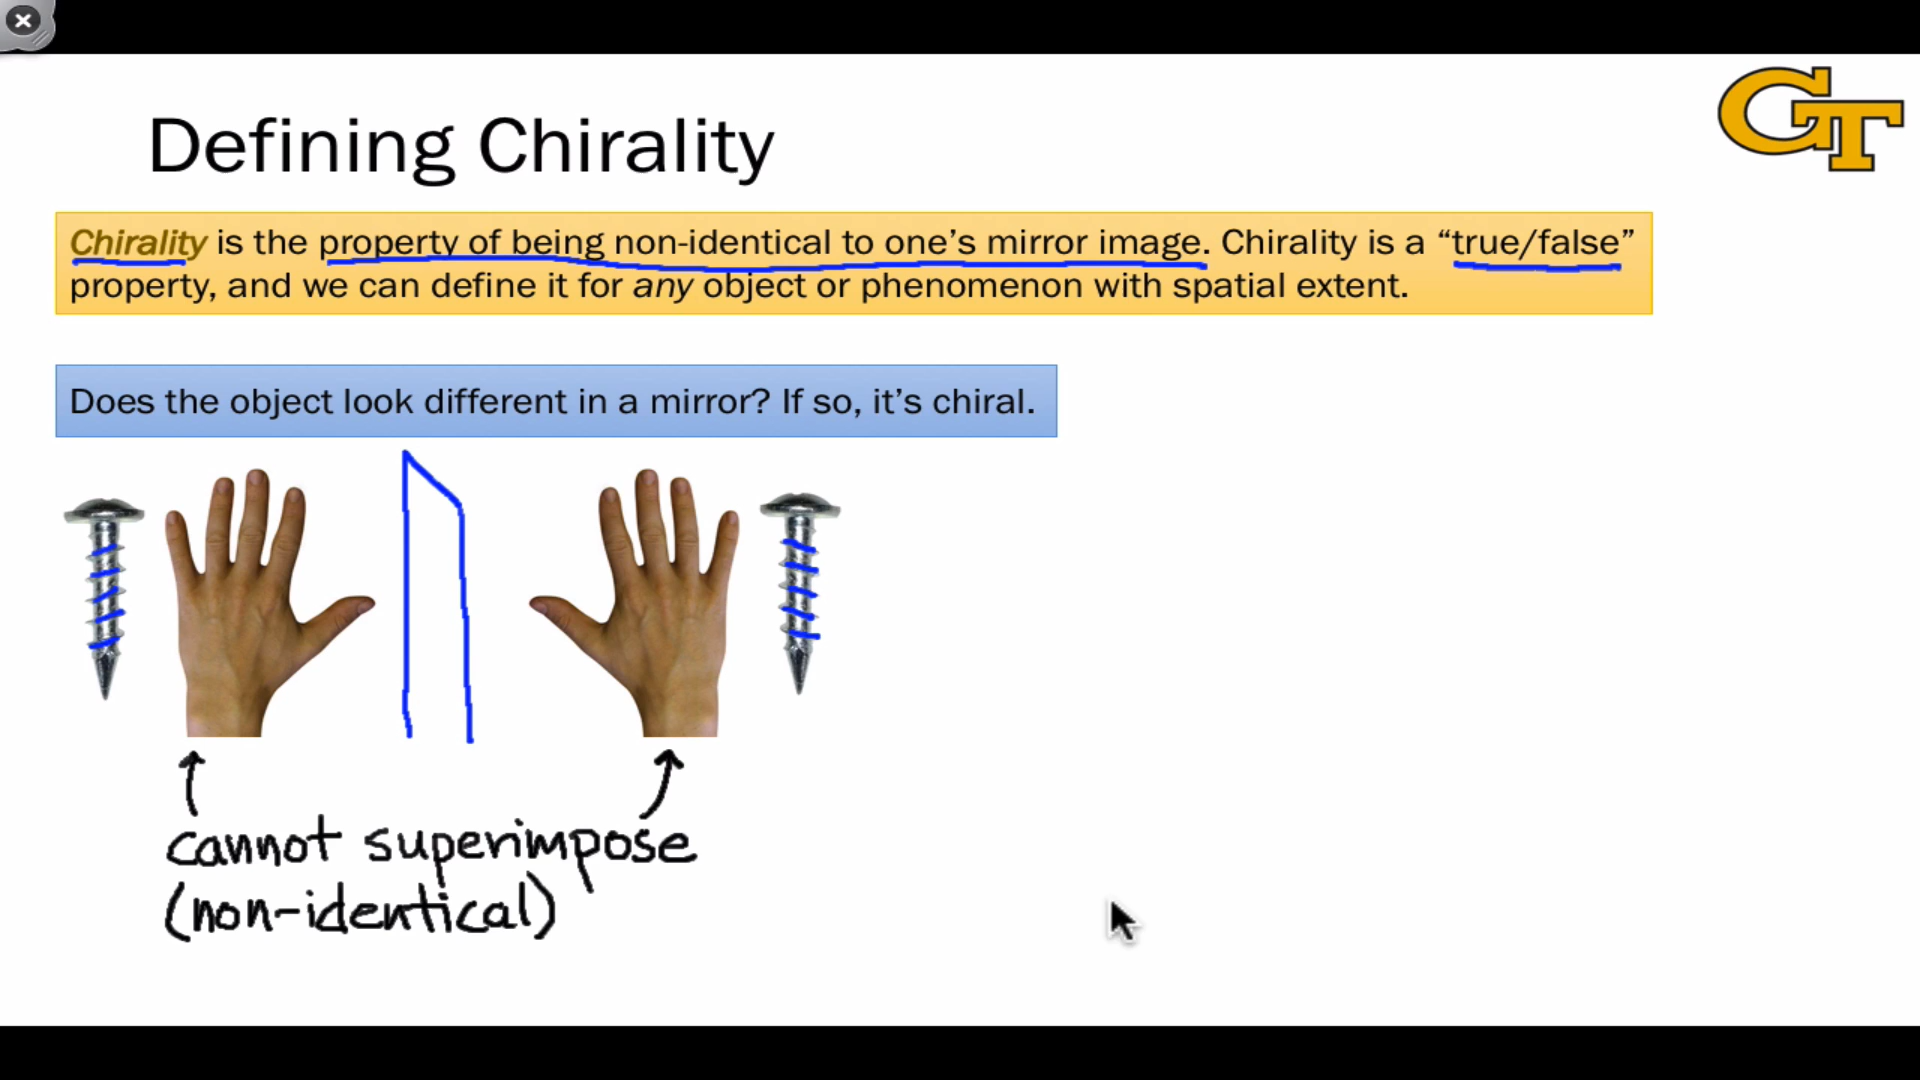 GT
Defining Chirality
Chirality is the property of being non-identical to one’s mirror image. Chirality is a “true/false”
property, and we can define it for any object or phenomenon with spatial extent.
Does the object look different in a mirror? If so, it’s chiral.
cannot superimpose
(non-identical)